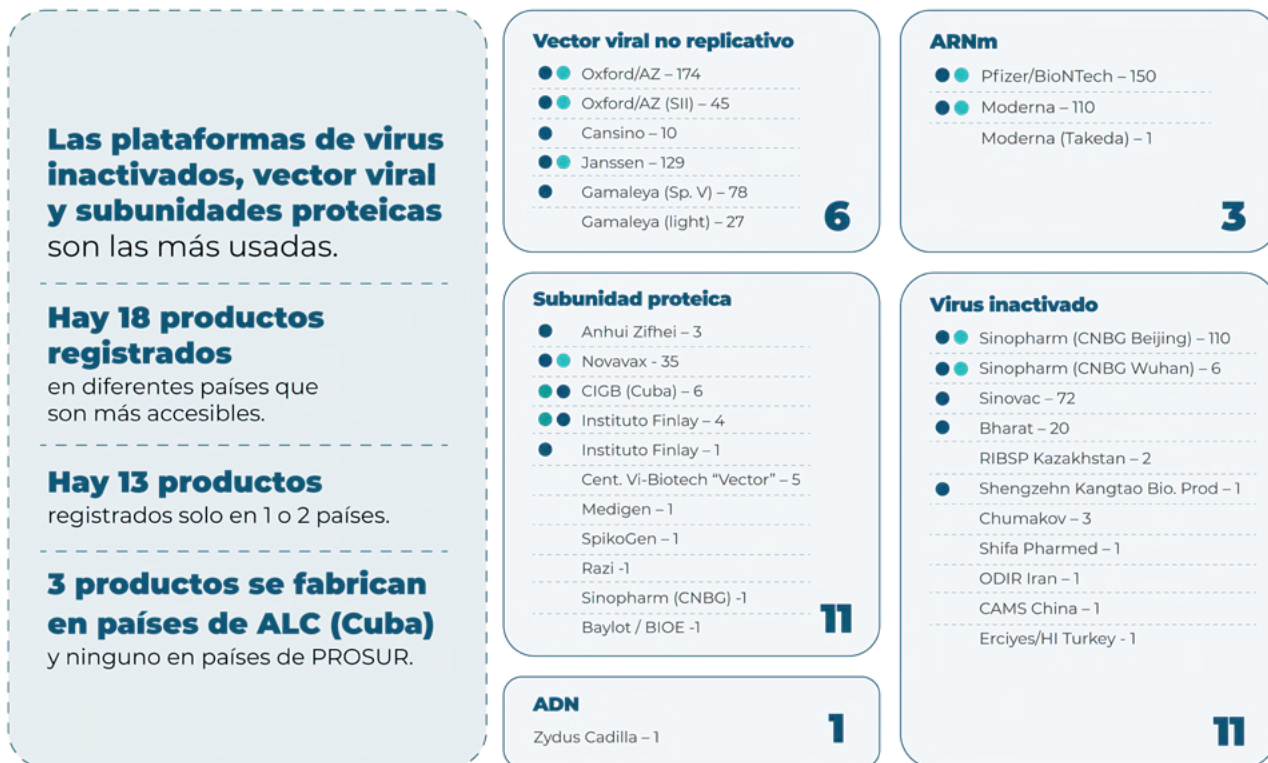 Las plataformas de virus
inactivados, vector viral
y subunidades proteicas
son las más usadas.
Hay 18 productos
registrados
en diferentes países que
son más accesibles.
Hay 13 productos
registrados solo en 1 o 2 países.
3 productos se fabrican
en países de ALC (Cuba)
y ninguno en países de PROSUR.
Vector viral no replicativo
Oxford/AZ – 174
Oxford/AZ (SII) – 45
Cansino – 10
Janssen – 129
Gamaleya (Sp. V) – 78
Gamaleya (light) – 27
6
ARNm
Pfizer/BioNTech – 150
Moderna – 110
Moderna (Takeda) – 1
3
Subunidad proteica
Anhui Zifhei – 3
Novavax - 35
CIGB (Cuba) – 6
Instituto Finlay – 4
Instituto Finlay – 1
Cent. Vi-Biotech “Vector” – 5
Medigen – 1
SpikoGen – 1
Razi -1
Sinopharm (CNBG) -1
Baylot / BIOE -1
11
Virus inactivado
Sinopharm (CNBG Beijing) – 110
Sinopharm (CNBG Wuhan) – 6
Sinovac – 72
Bharat – 20
RIBSP Kazakhstan – 2
Shengzehn Kangtao Bio. Prod – 1
Chumakov – 3
Shifa Pharmed – 1
ODIR Iran – 1
CAMS China – 1
Erciyes/HI Turkey - 1
11
ADN
Zydus Cadilla – 1
1